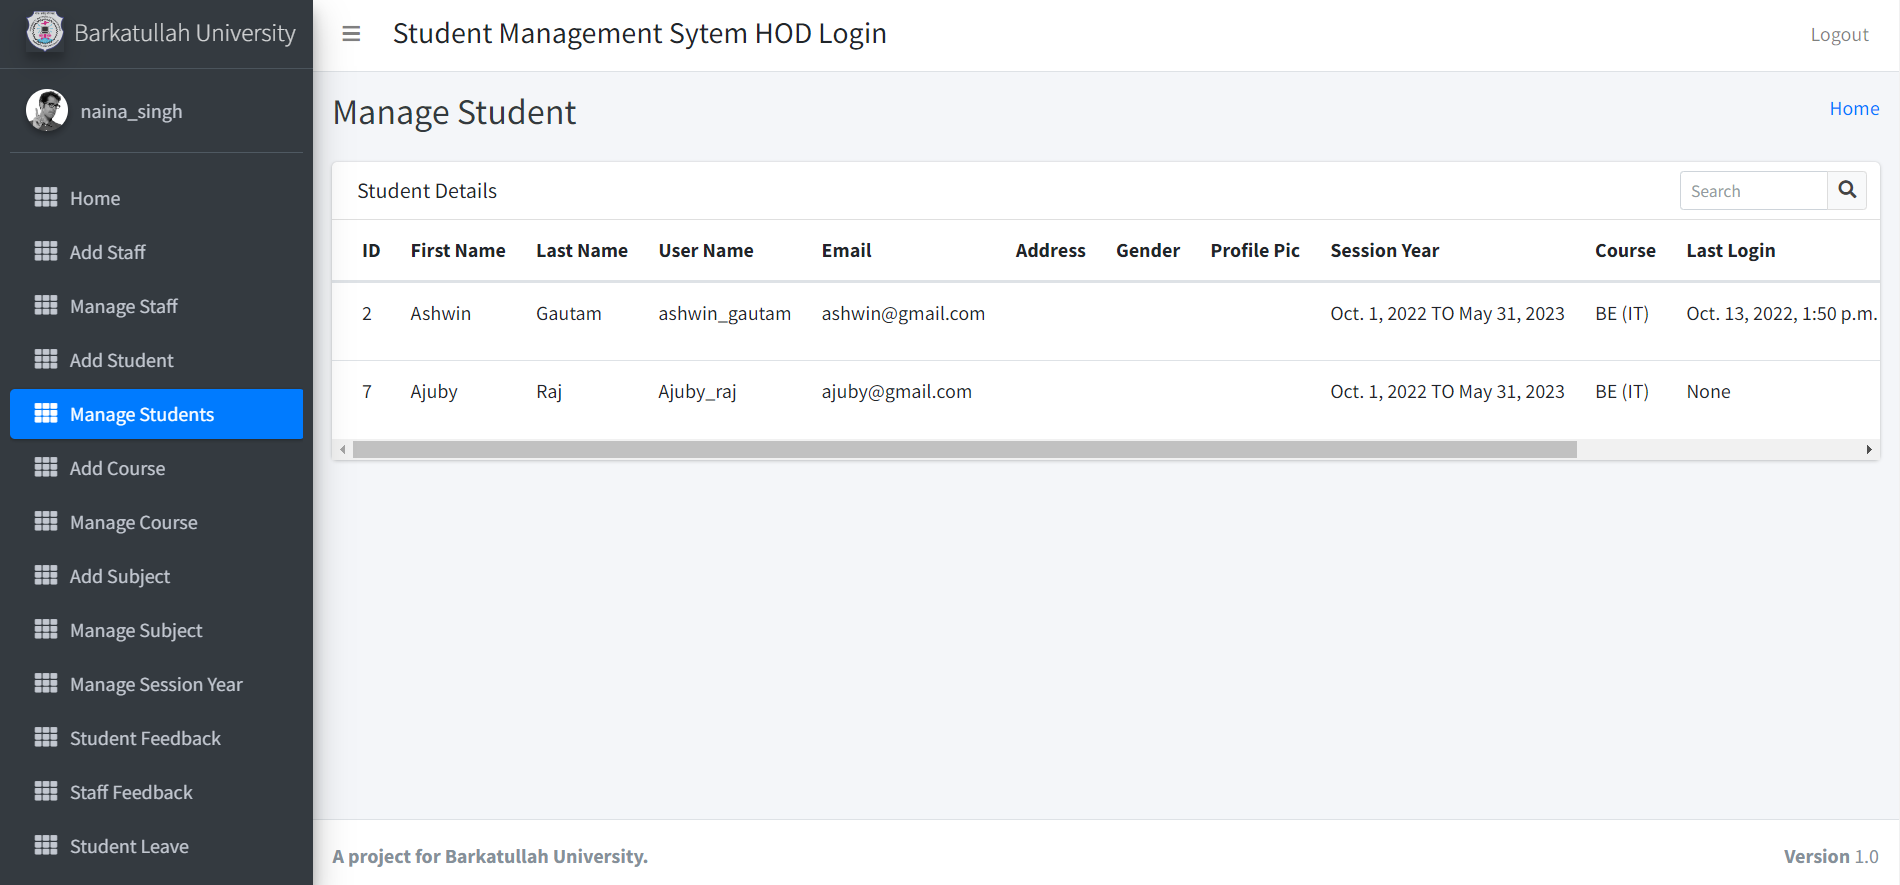 Barkatullah University
Student Management Sytem HOD Login
Logout
naina_singh
Home
Add Staff
Manage Staff
Add Student
Manage Students
Add Course
Manage Course
Add Subject
Manage Subject
Manage Session Year
Student Feedback
Staff Feedback
Student Leave
Manage Student
Home
Student Details
Search
ID First Name Last Name User Name Email Address Gender Profile Pic Session Year Course Last Login
2 Ashwin Gautam ashwin_gautam ashwin@gmail.com Oct. 1, 2022 TO May 31, 2023 BE (IT) Oct. 13, 2022, 1:50 p.m.
7 Ajuby Raj Ajuby_raj ajuby@gmail.com Oct. 1, 2022 TO May 31, 2023 BE (IT) None
A project for Barkatullah University.
Version 1.0